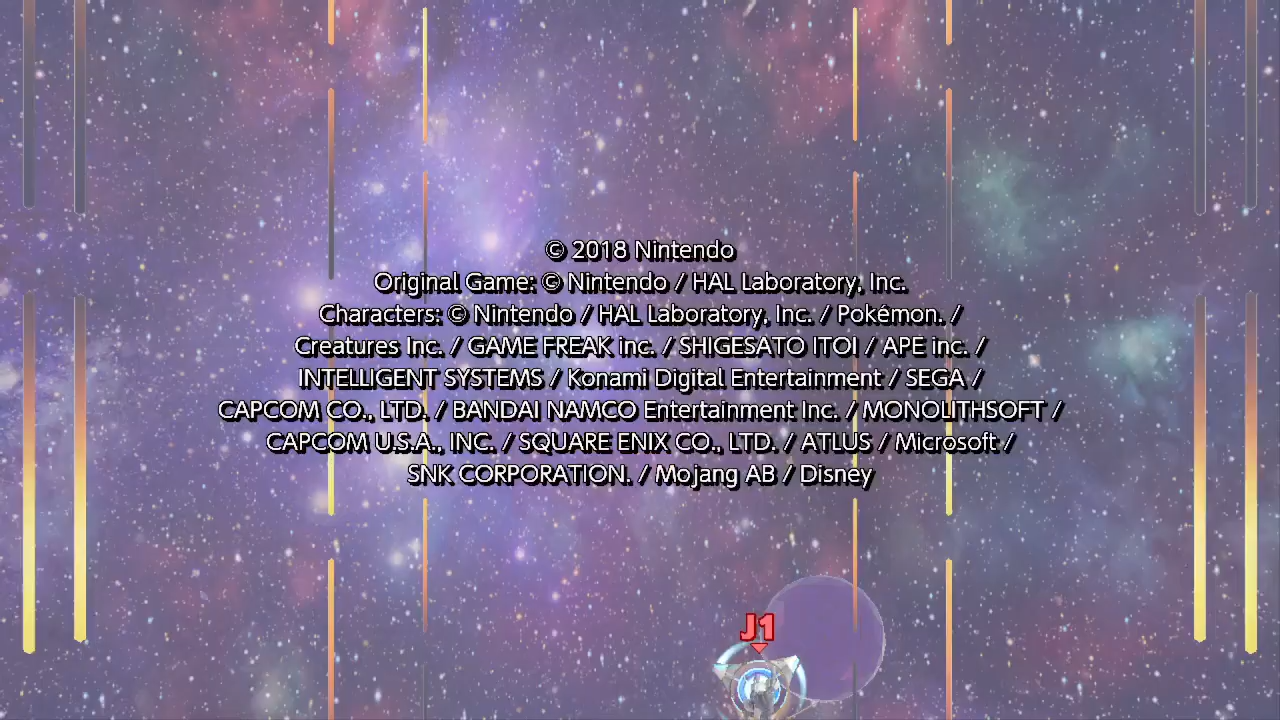 © 2018 Nintendo
Original Game: © Nintendo / HAL Laboratory, Inc.
Characters: © Nintendo / HAL Laboratory, Inc. / Pokémon. /
Creatures Inc. / GAME FREAK inc. / SHIGESATO ITOI / APE inc. /
INTELLIGENT SYSTEMS / Konami Digital Entertainment / SEGA /
CAPCOM CO., LTD. / BANDAI NAMCO Entertainment Inc. / MONOLITHSOFT /
CAPCOM U.S.A., INC. / SQUARE ENIX CO., LTD. / ATLUS / Microsoft /
SNK CORPORATION. / Mojang AB / Disney
J1